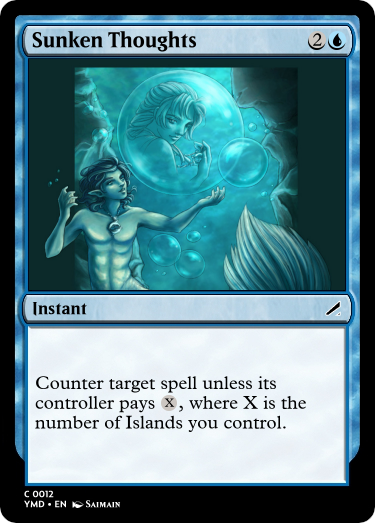 Sunken Thoughts 2
Instant
Counter target spell unless its
controller pays X, where X is the
number of Islands you control.
C 0012
YMD • EN SAIMAIN